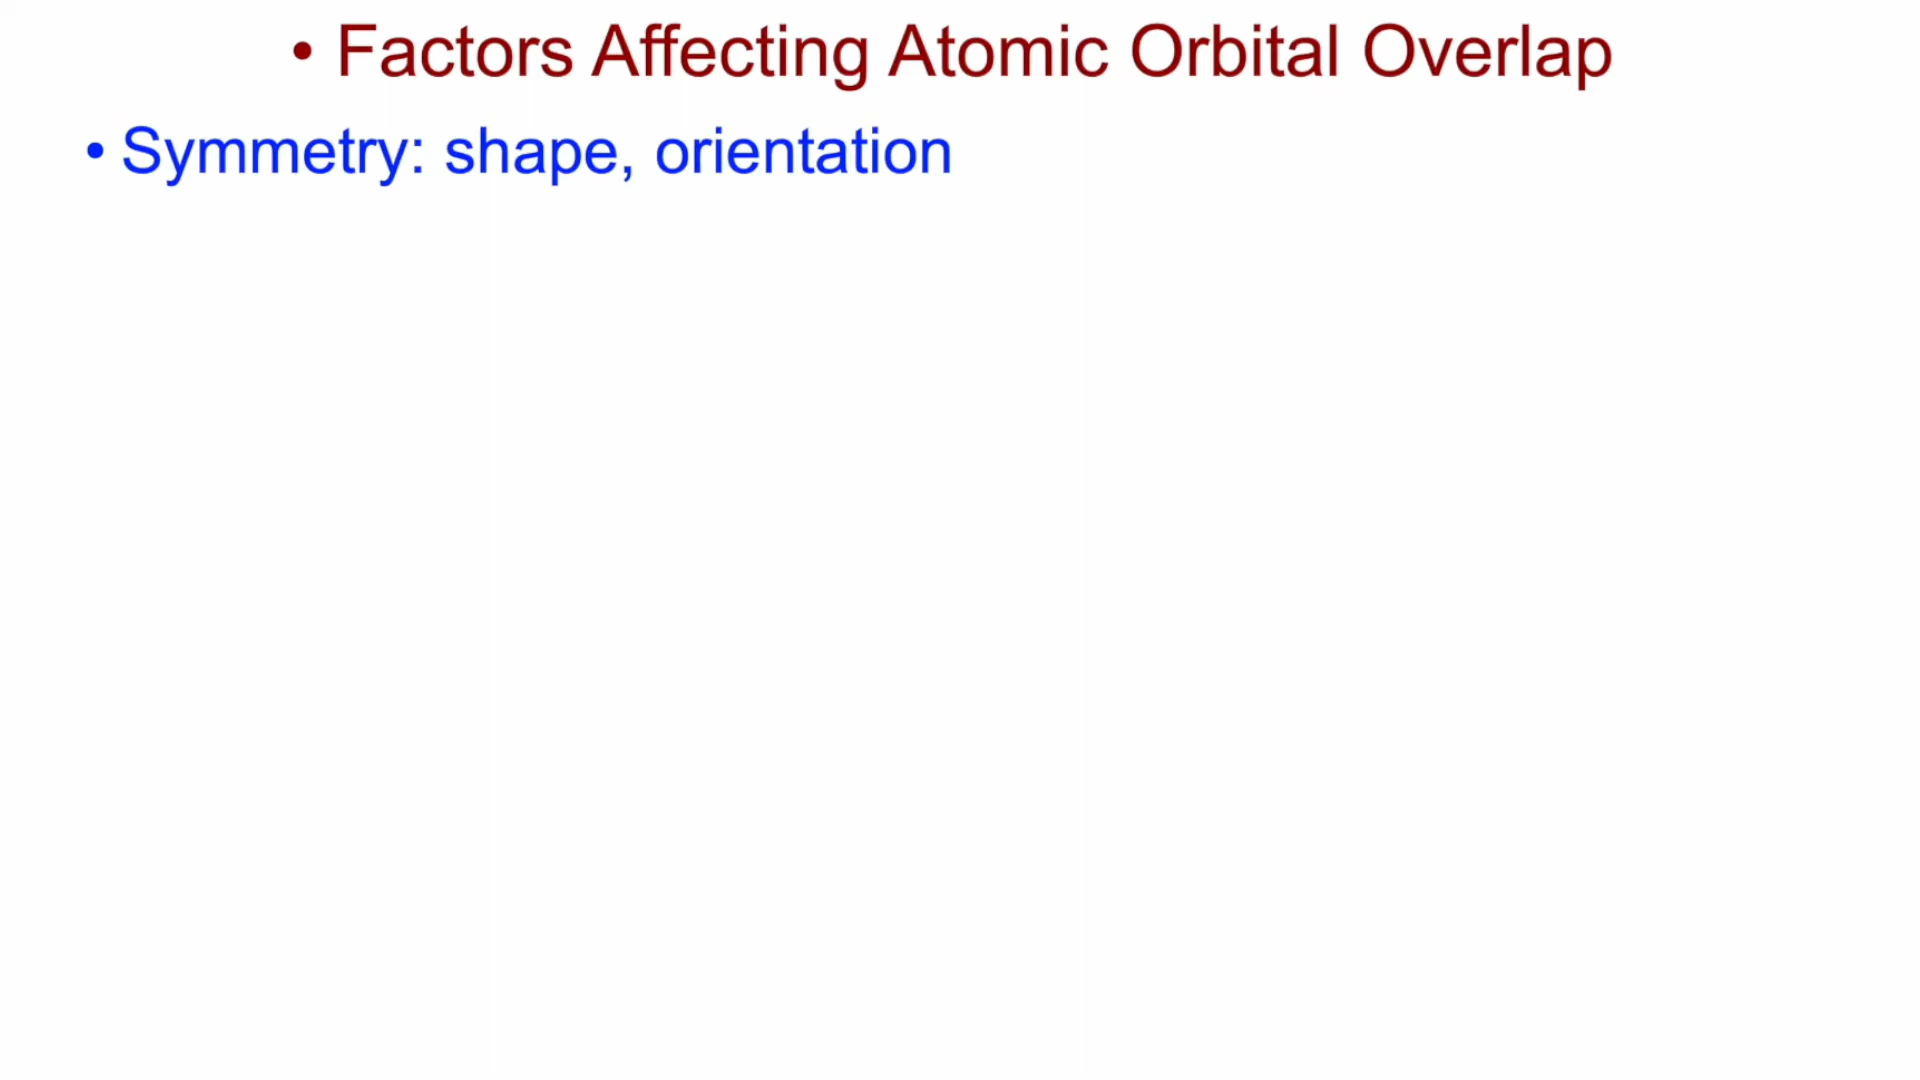 • Factors Affecting Atomic Orbital Overlap
• Symmetry: shape, orientation